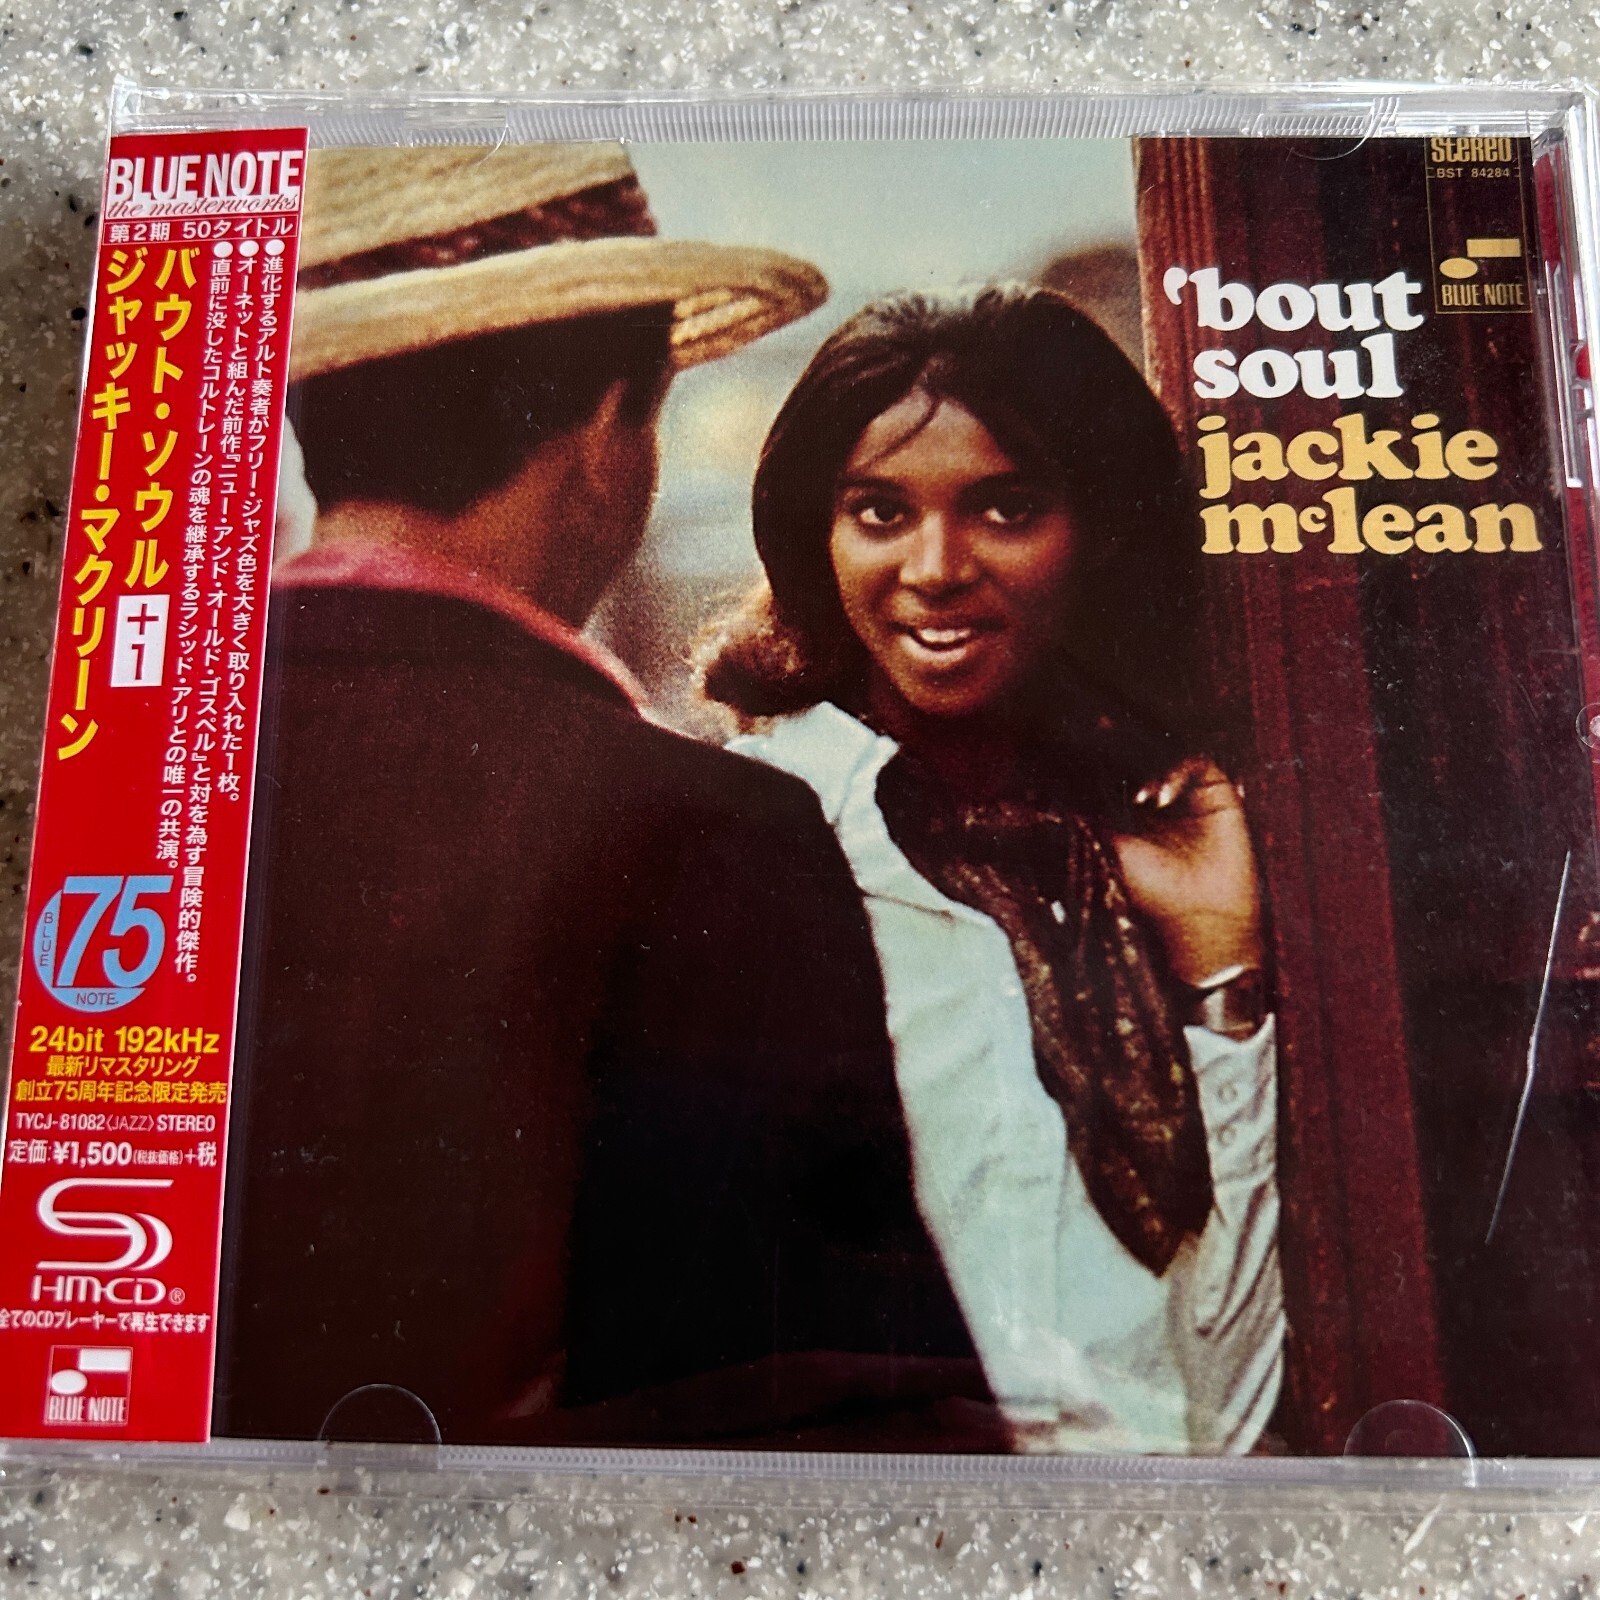 BLUE NOTE
the masterworks
第2期 50タイトル
●進化するアルト奏者がフリー・ジャズ色を大きく取り入れた1枚。
●オーネットと組んだ前作『ニュー・アンド・オールド・ゴスペル』と対を為す冒険的傑作。
●直前に没したコルトレーンの魂を継承するラシッド・アリとの唯一の共演。
バウト・ソウル+1
ジャッキー・マクリーン
BLUE
75
NOTE
24bit 192kHz
最新リマスタリング
創立75周年記念限定発売
TYCJ-81082〈JAZZ〉STEREO
定価:¥1,500(税抜価格)+税
SHM-CD®
全てのCDプレーヤーで再生できます
BLUE NOTE
stereo
BST 84284
BLUE NOTE
'bout
soul
jackie
mclean